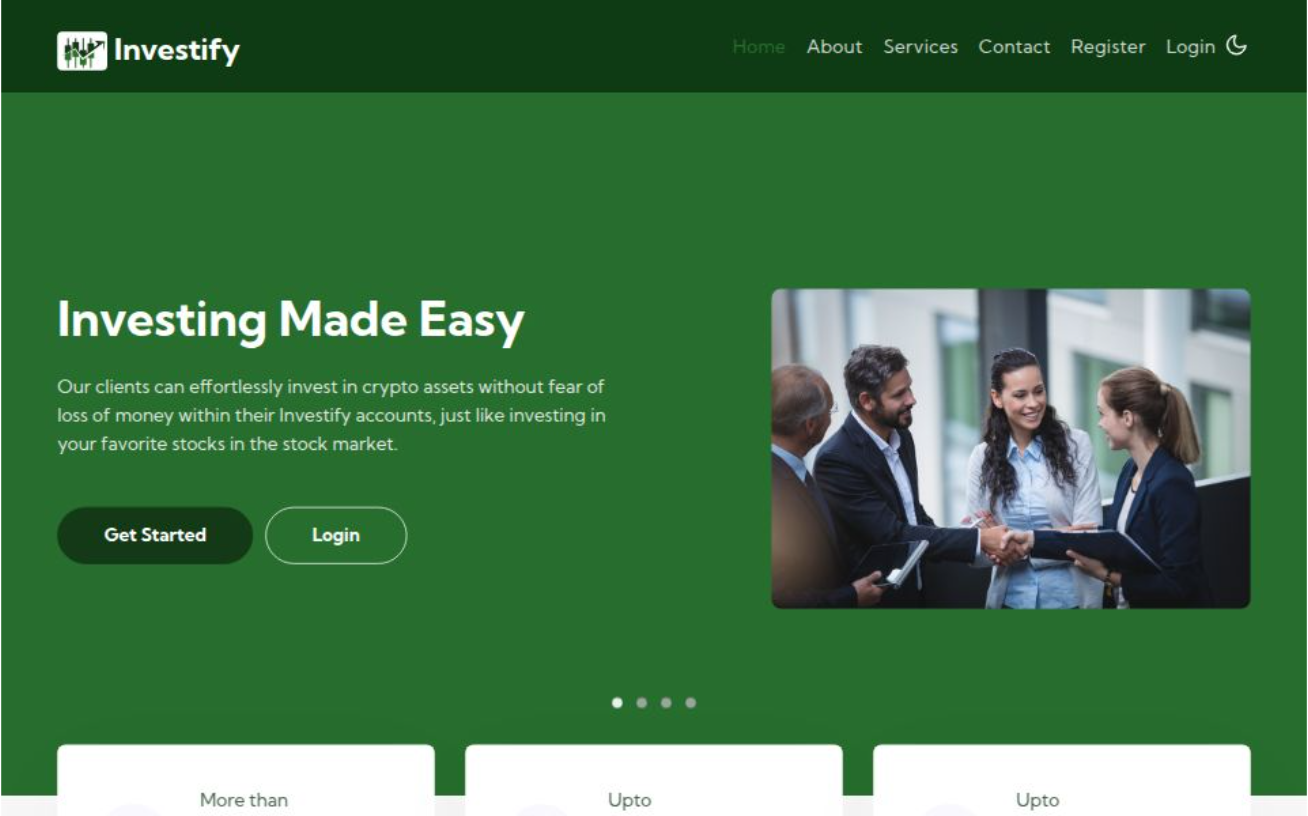 Investify
Home About Services Contact Register Login
Investing Made Easy
Our clients can effortlessly invest in crypto assets without fear of
loss of money within their Investify accounts, just like investing in
your favorite stocks in the stock market.
Get Started Login
More than Upto Upto